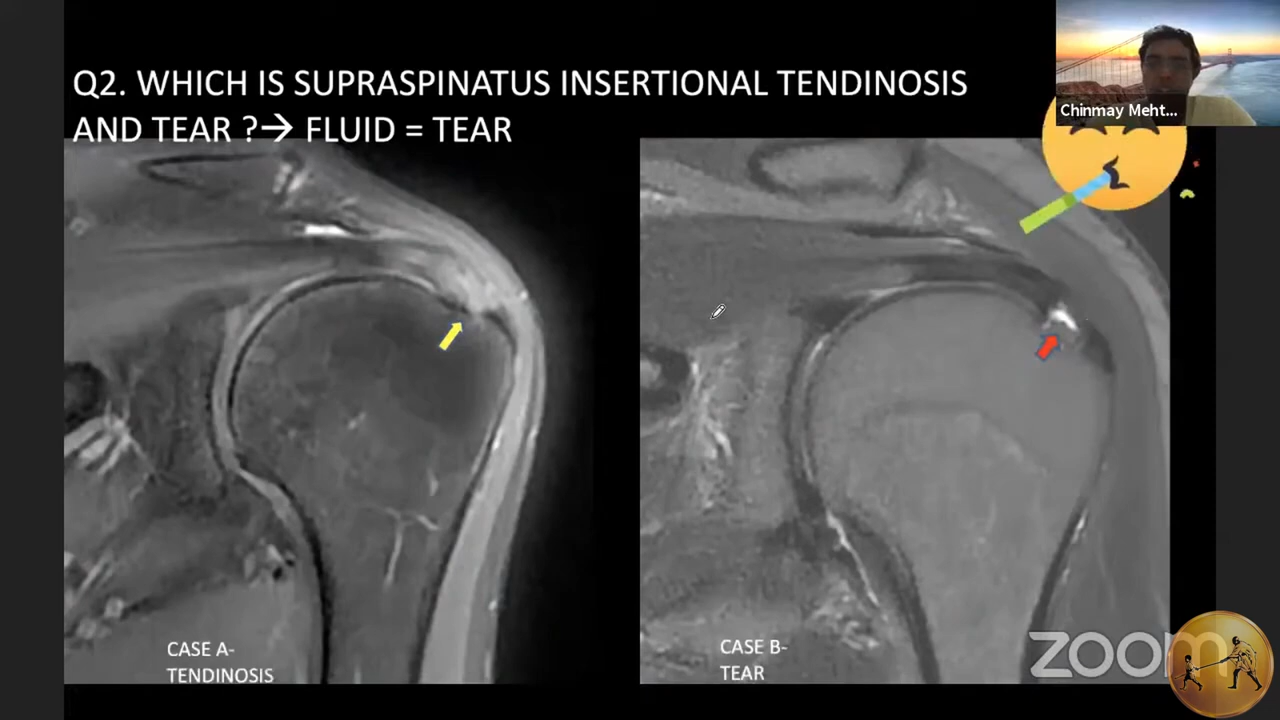 Q2. WHICH IS SUPRASPINATUS INSERTIONAL TENDINOSIS
AND TEAR ?→ FLUID = TEAR
Chinmay Meht...
CASE A-
TENDINOSIS
CASE B-
TEAR
zoom